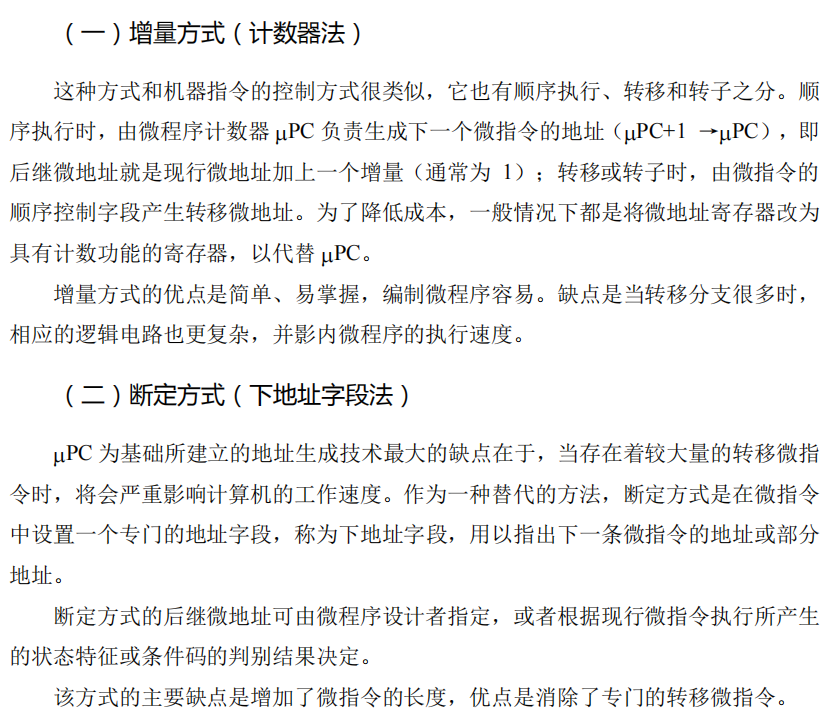 （一）增量方式（计数器法）
这种方式和机器指令的控制方式很类似，它也有顺序执行、转移和转子之分。顺
序执行时，由微程序计数器 μPC 负责生成下一个微指令的地址（μPC+1 →μPC），即
后继微地址就是现行微地址加上一个增量（通常为 1）；转移或转子时，由微指令的
顺序控制字段产生转移微地址。为了降低成本，一般情况下都是将微地址寄存器改为
具有计数功能的寄存器，以代替 μPC。
增量方式的优点是简单、易掌握，编制微程序容易。缺点是当转移分支很多时，
相应的逻辑电路也更复杂，并影内微程序的执行速度。
（二）断定方式（下地址字段法）
μPC 为基础所建立的地址生成技术最大的缺点在于，当存在着较大量的转移微指
令时，将会严重影响计算机的工作速度。作为一种替代的方法，断定方式是在微指令
中设置一个专门的地址字段，称为下地址字段，用以指出下一条微指令的地址或部分
地址。
断定方式的后继微地址可由微程序设计者指定，或者根据现行微指令执行所产生
的状态特征或条件码的判别结果决定。
该方式的主要缺点是增加了微指令的长度，优点是消除了专门的转移微指令。